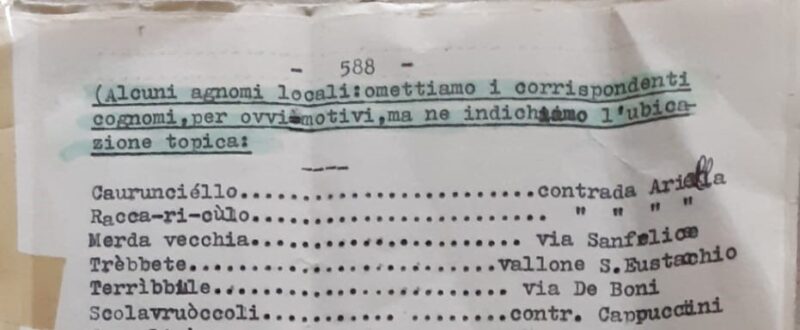 - 588 -
(Alcuni agnomi locali:omettiamo i corrispondenti
cognomi,per ovvi motivi,ma ne indichiamo l'ubica-
zione topica:
Caurunciéllo..............................contrada Ariella
Racca-ri-cùlo.............................. " " " "
Merda vecchia........................... via Sanfelice
Trèbbete...............................vallone S.Eustachio
Terrìbbile............................... via De Boni
Scolavruòccoli........... ........contr. Cappuccini